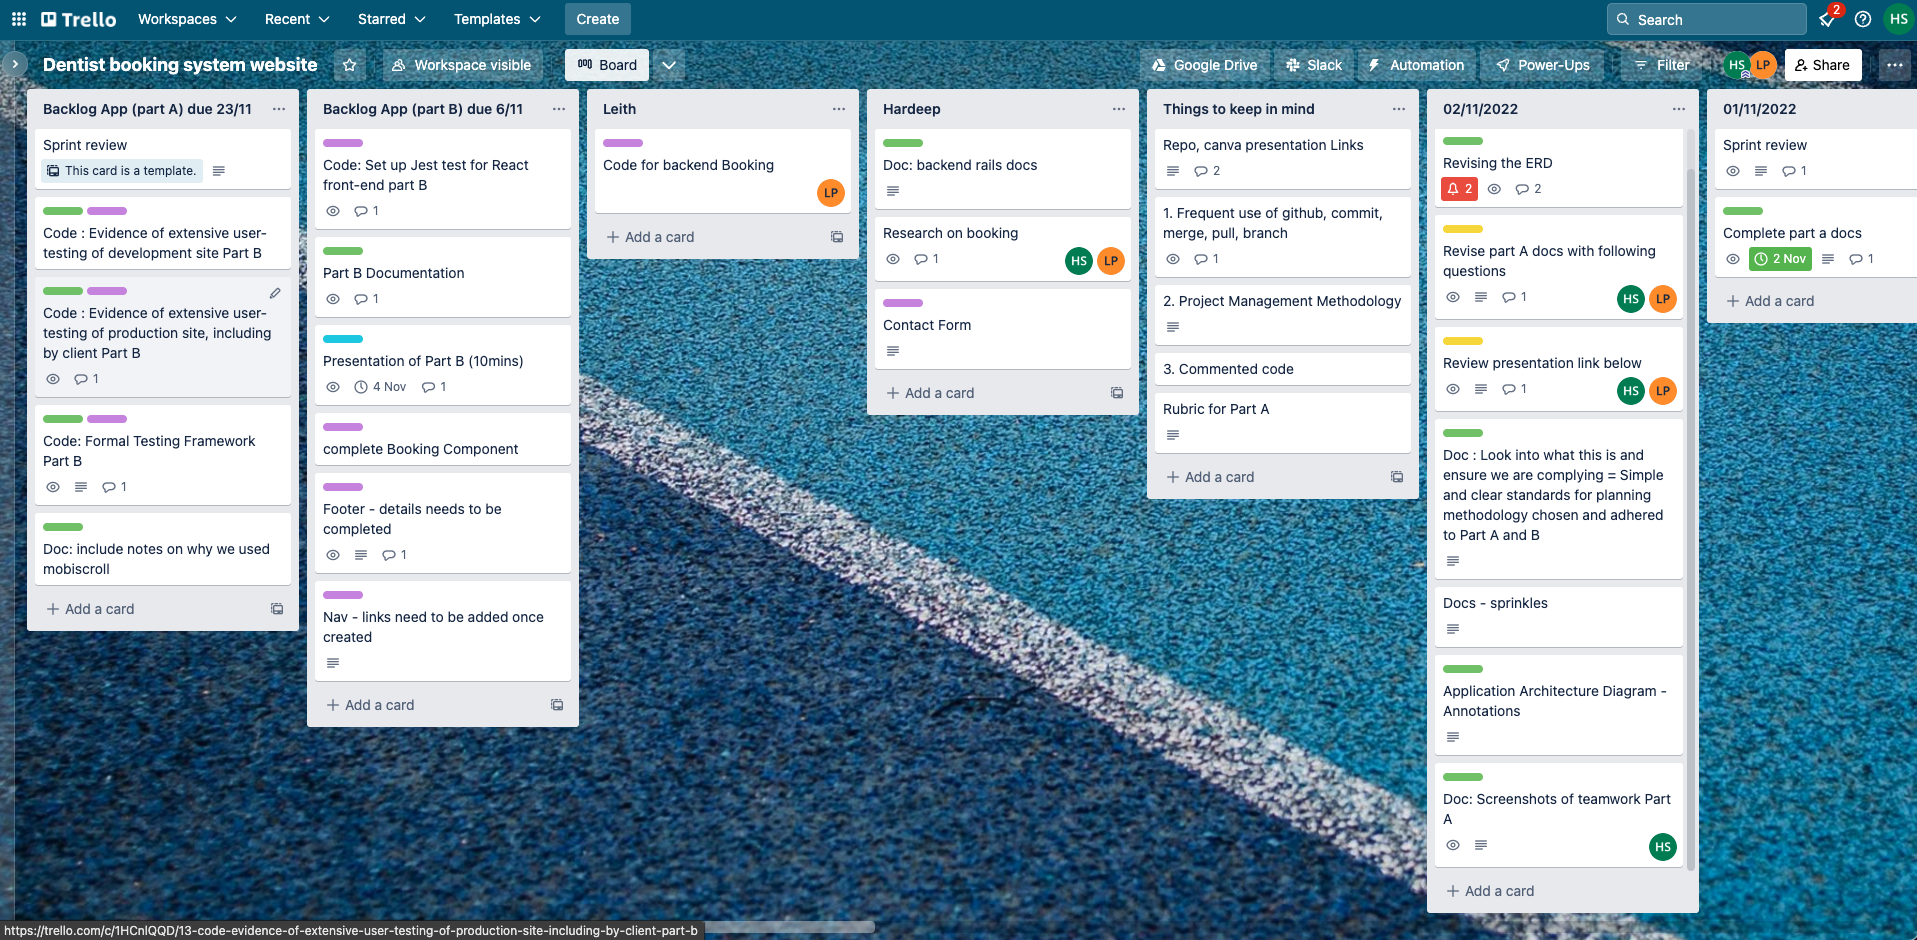 Trello
Workspaces
Recent
Starred
Templates
Create
Search
2
HS
Dentist booking system website
Workspace visible
Board
Google Drive
Slack
Automation
Power-Ups
Filter
HS
LP
Share
Backlog App (part A) due 23/11
Sprint review
This card is a template.
Code : Evidence of extensive user-
testing of development site Part B
Code : Evidence of extensive user-
testing of production site, including
by client Part B
1
Code: Formal Testing Framework
Part B
1
Doc: include notes on why we used
mobiscroll
+ Add a card
Backlog App (part B) due 6/11
Code: Set up Jest test for React
front-end part B
1
Part B Documentation
1
Presentation of Part B (10mins)
4 Nov
1
complete Booking Component
Footer - details needs to be
completed
1
Nav - links need to be added once
created
+ Add a card
Leith
Code for backend Booking
LP
+ Add a card
Hardeep
Doc: backend rails docs
Research on booking
1
HS
LP
Contact Form
+ Add a card
Things to keep in mind
Repo, canva presentation Links
2
1. Frequent use of github, commit,
merge, pull, branch
1
2. Project Management Methodology
3. Commented code
Rubric for Part A
+ Add a card
02/11/2022
Revising the ERD
2
2
Revise part A docs with following
questions
1
HS
LP
Review presentation link below
1
HS
LP
Doc : Look into what this is and
ensure we are complying = Simple
and clear standards for planning
methodology chosen and adhered
to Part A and B
Docs - sprinkles
Application Architecture Diagram -
Annotations
Doc: Screenshots of teamwork Part
A
HS
+ Add a card
01/11/2022
Sprint review
1
Complete part a docs
2 Nov
1
+ Add a card
https://trello.com/c/1HCnlQQD/13-code-evidence-of-extensive-user-testing-of-production-site-including-by-client-part-b